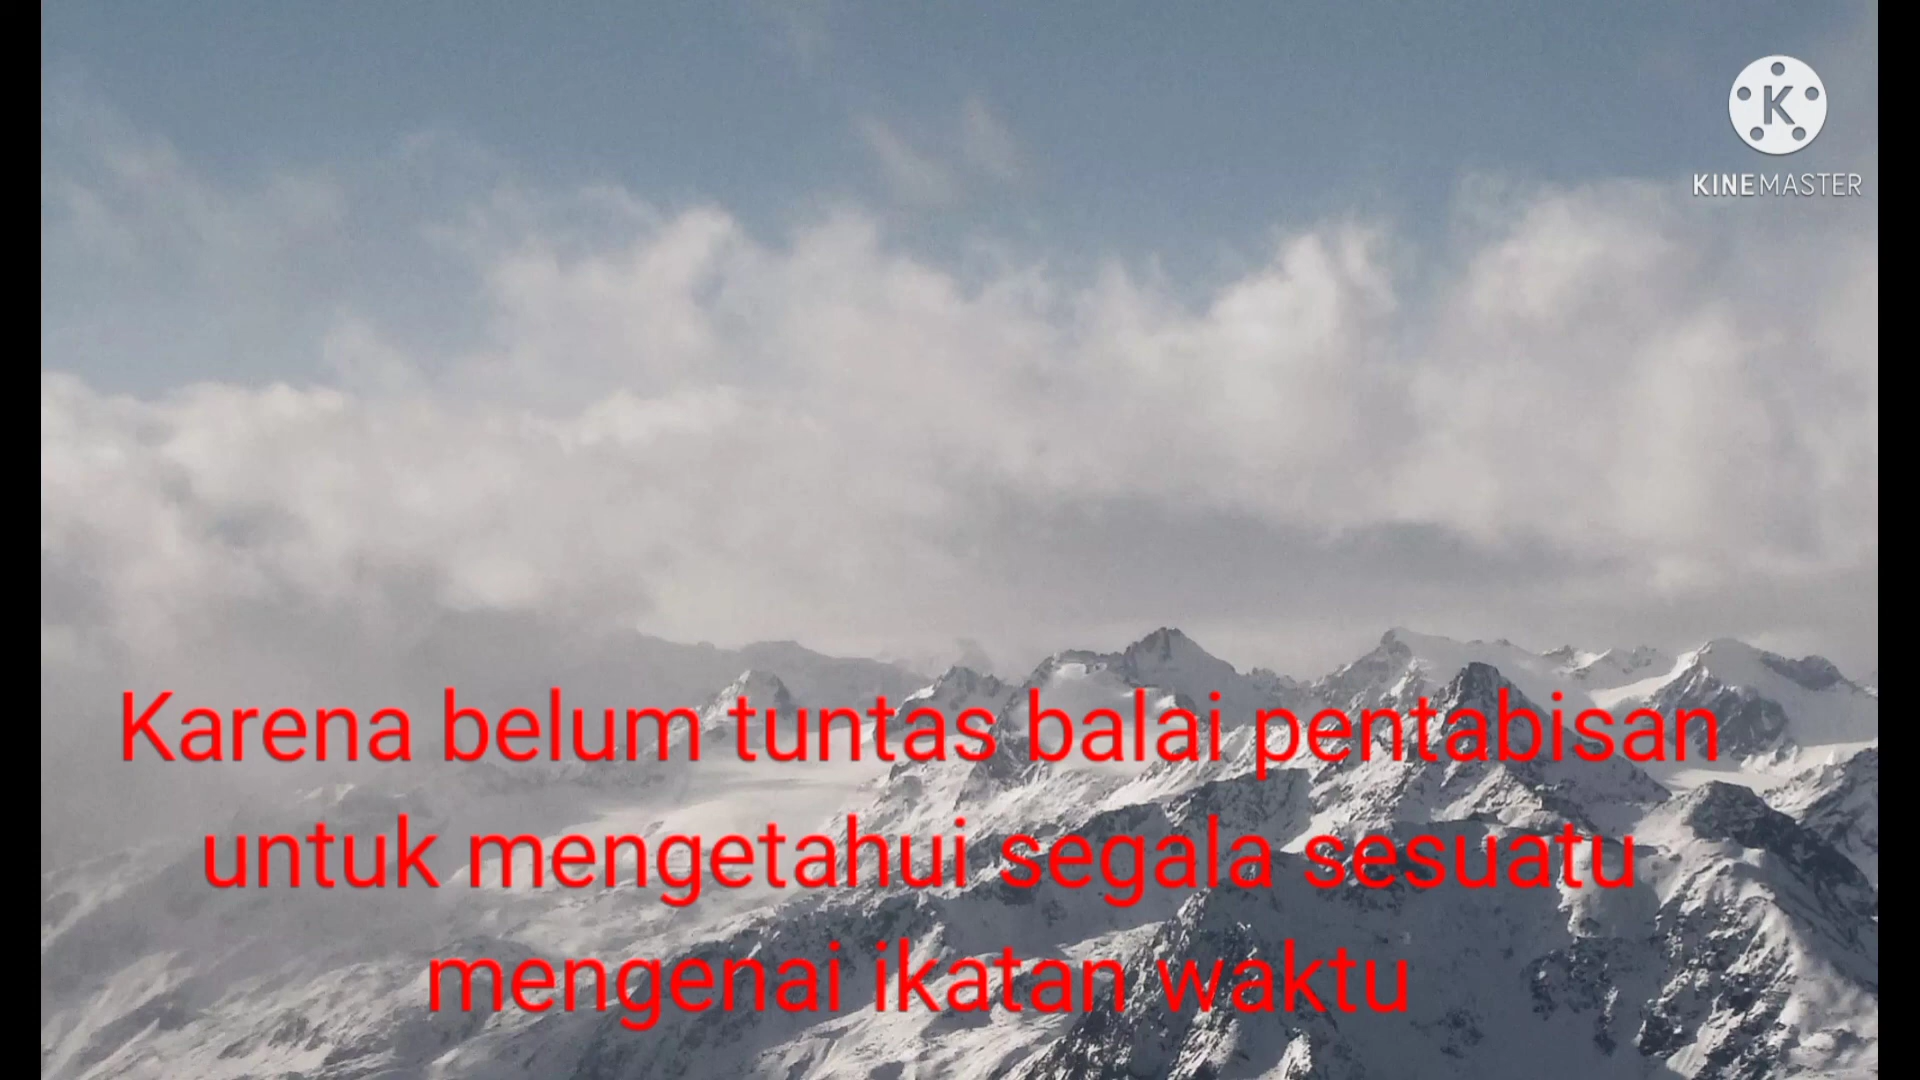 K
KINEMASTER
Karena belum tuntas balai pentabisan
untuk mengetahui segala sesuatu
mengenai ikatan waktu